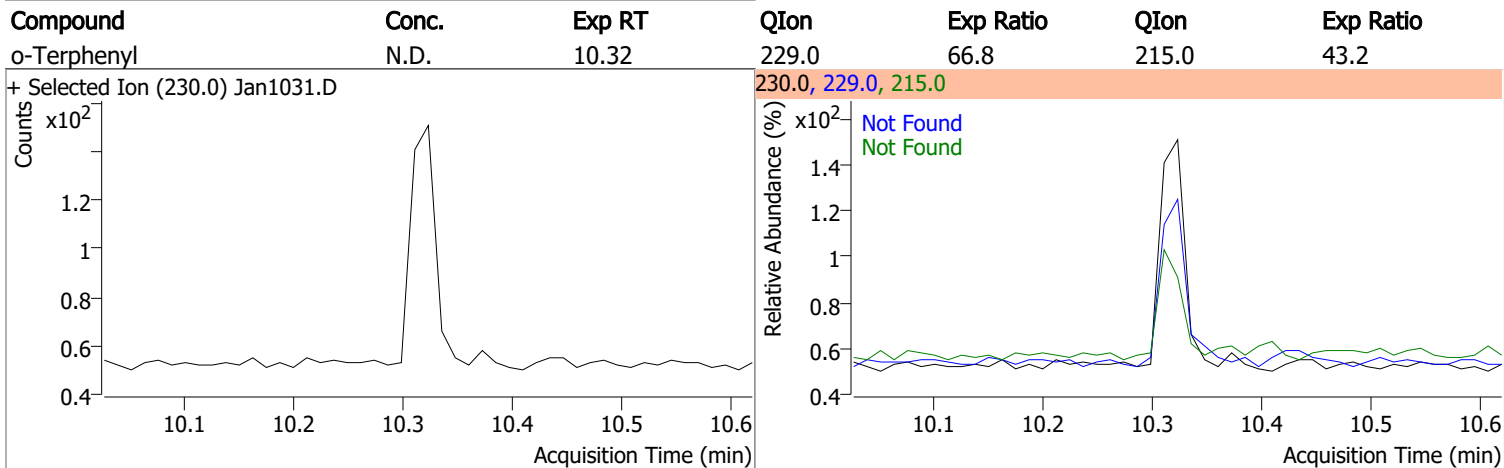 Compound Conc. Exp RT QIon Exp Ratio QIon Exp Ratio
o-Terphenyl N.D. 10.32 229.0 66.8 215.0 43.2
+ Selected Ion (230.0) Jan1031.D
Counts
x10²
1.2
1
0.8
0.6
0.4
10.1 10.2 10.3 10.4 10.5 10.6
Acquisition Time (min)
230.0, 229.0, 215.0
Relative Abundance (%)
x10²
Not Found
Not Found
1.4
1.2
1
0.8
0.6
0.4
10.1 10.2 10.3 10.4 10.5 10.6
Acquisition Time (min)